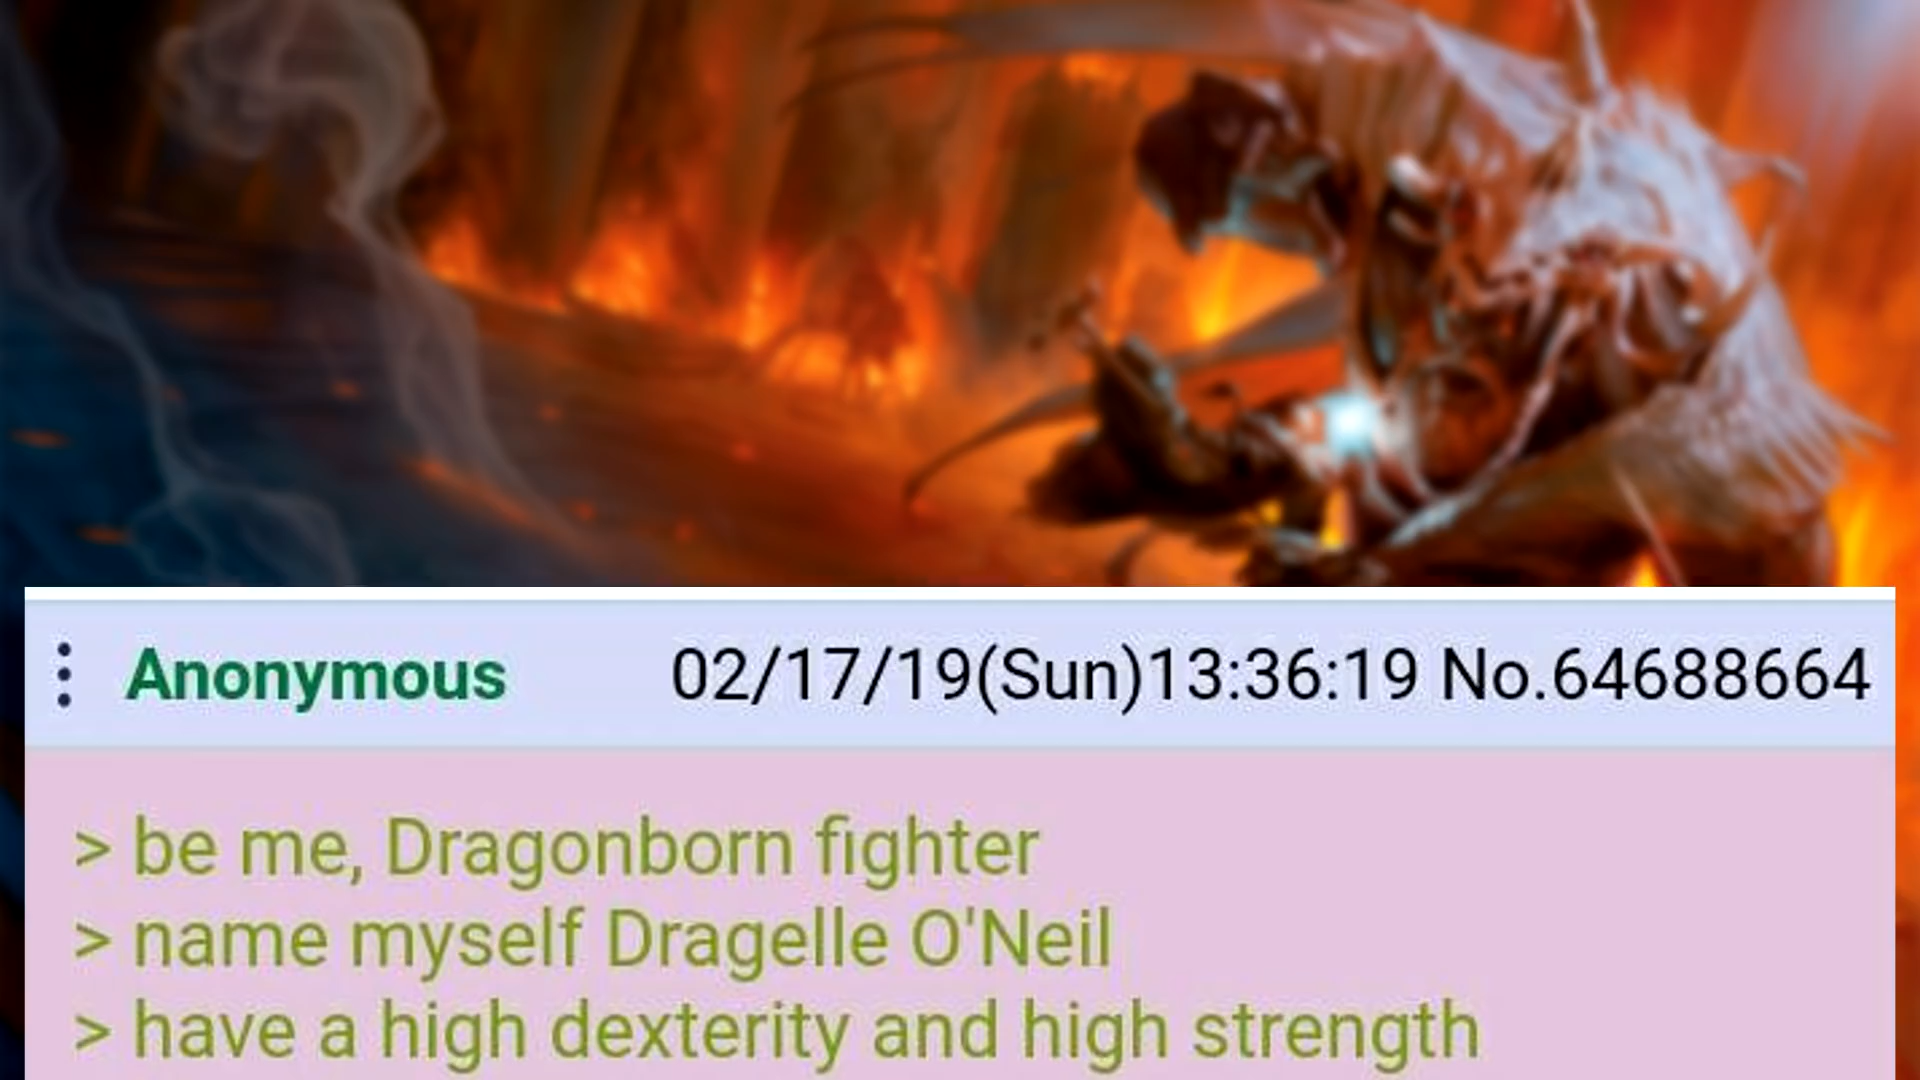 Anonymous 02/17/19(Sun)13:36:19 No.64688664
> be me, Dragonborn fighter
> name myself Dragelle O'Neil
> have a high dexterity and high strength